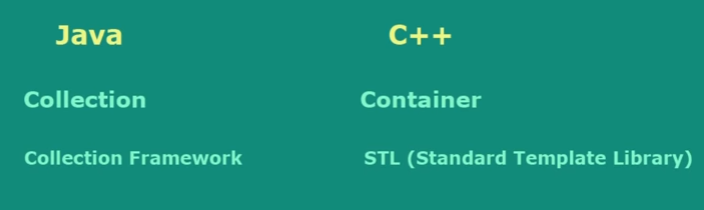 Java C++
Collection Container
Collection Framework STL (Standard Template Library)